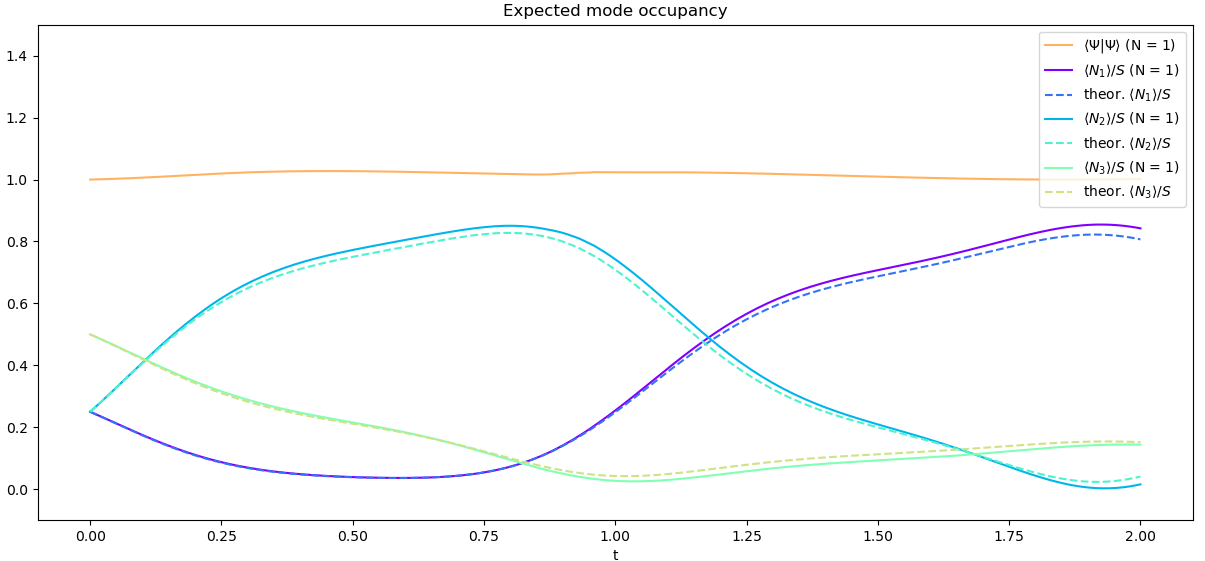 Expected mode occupancy
1.4
1.2
1.0
0.8
0.6
0.4
0.2
0.0
⟨Ψ|Ψ⟩ (N = 1)
⟨N₁⟩/S (N = 1)
theor. ⟨N₁⟩/S
⟨N₂⟩/S (N = 1)
theor. ⟨N₂⟩/S
⟨N₃⟩/S (N = 1)
theor. ⟨N₃⟩/S
0.00 0.25 0.50 0.75 1.00 1.25 1.50 1.75 2.00
t